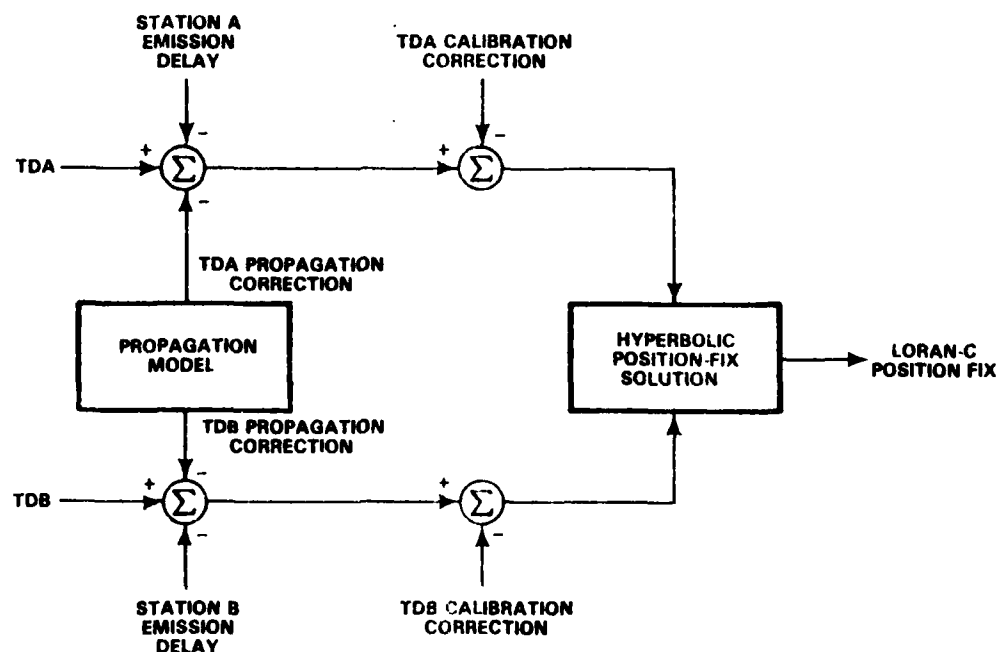 STATION A
EMISSION
DELAY
TDA CALIBRATION
CORRECTION
-
-
+
+
TDA
Σ
Σ
-
TDA PROPAGATION
CORRECTION
PROPAGATION
MODEL
HYPERBOLIC
POSITION-FIX
SOLUTION
LORAN-C
POSITION FIX
TDB PROPAGATION
CORRECTION
-
+
+
TDB
Σ
Σ
-
-
STATION B
EMISSION
DELAY
TDB CALIBRATION
CORRECTION